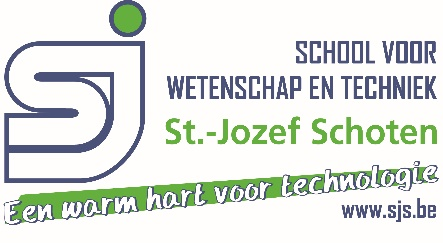 sj
SCHOOL VOOR
WETENSCHAP EN TECHNIEK
St.-Jozef Schoten
Een warm hart voor technologie
www.sjs.be